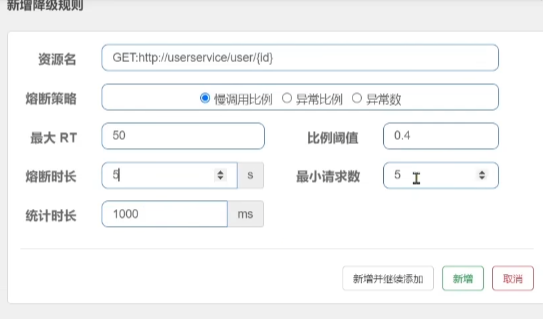 新增降级规则
资源名 GET:http://userservice/user/{id}
熔断策略 慢调用比例 异常比例 异常数
最大 RT 50 比例阈值 0.4
熔断时长 5 s 最小请求数 5
统计时长 1000 ms
新增并继续添加 新增 取消